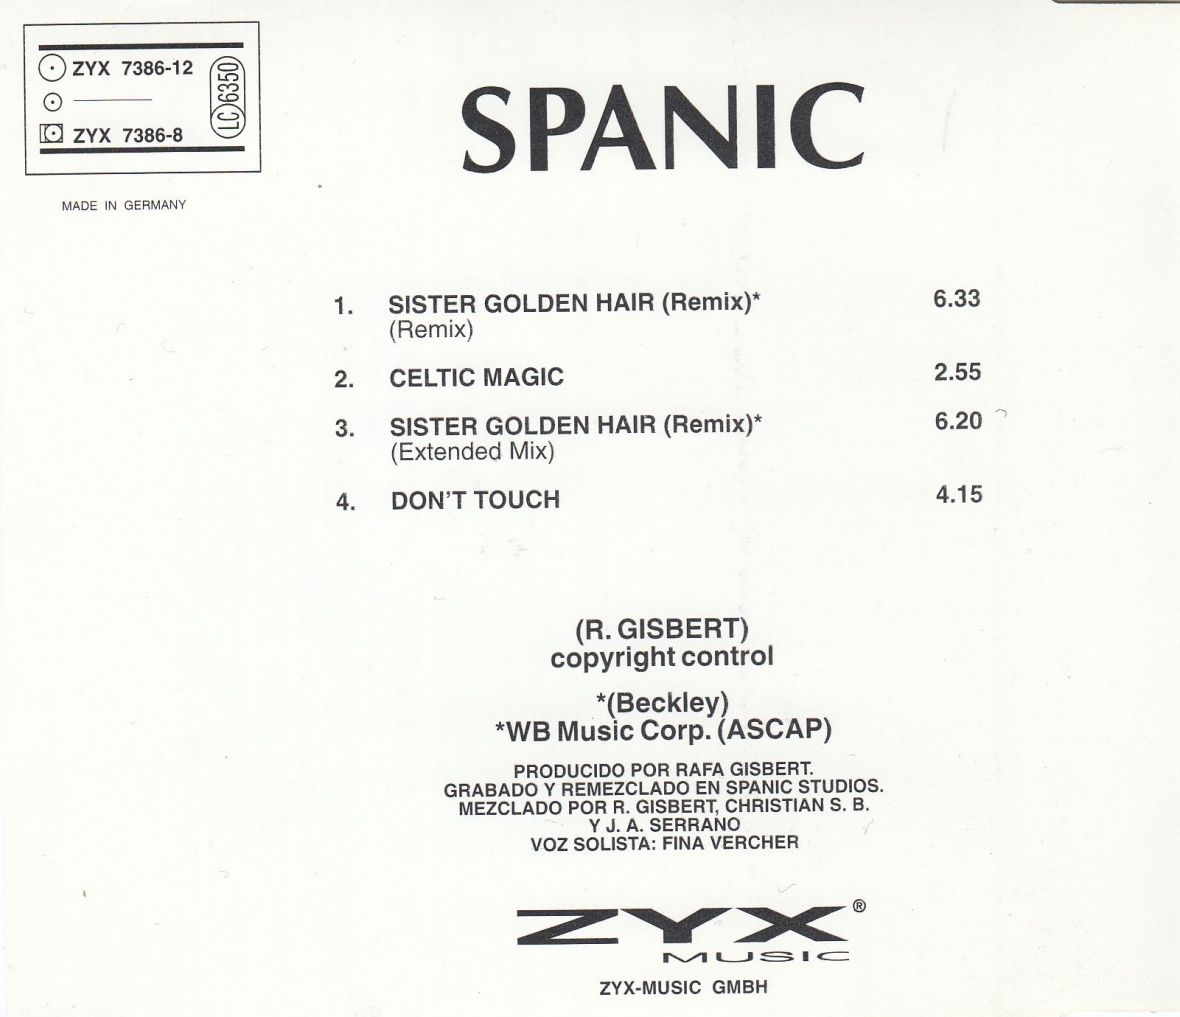 ZYX 7386-12
ZYX 7386-8
LC 6350
MADE IN GERMANY
SPANIC
1. SISTER GOLDEN HAIR (Remix)* 6.33
(Remix)
2. CELTIC MAGIC 2.55
3. SISTER GOLDEN HAIR (Remix)* 6.20
(Extended Mix)
4. DON'T TOUCH 4.15
(R. GISBERT)
copyright control
*(Beckley)
*WB Music Corp. (ASCAP)
PRODUCIDO POR RAFA GISBERT.
GRABADO Y REMEZCLADO EN SPANIC STUDIOS.
MEZCLADO POR R. GISBERT, CHRISTIAN S. B.
Y J. A. SERRANO
VOZ SOLISTA: FINA VERCHER
ZYX®
MUSIC
ZYX-MUSIC GMBH